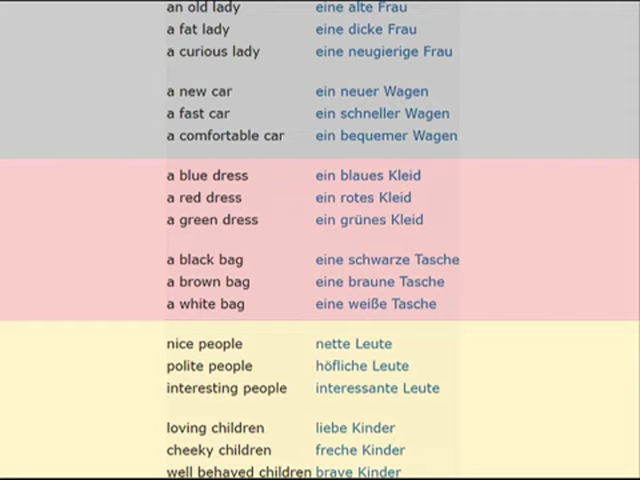 an old lady eine alte Frau
a fat lady eine dicke Frau
a curious lady eine neugierige Frau
a new car ein neuer Wagen
a fast car ein schneller Wagen
a comfortable car ein bequemer Wagen
a blue dress ein blaues Kleid
a red dress ein rotes Kleid
a green dress ein grünes Kleid
a black bag eine schwarze Tasche
a brown bag eine braune Tasche
a white bag eine weiße Tasche
nice people nette Leute
polite people höfliche Leute
interesting people interessante Leute
loving children liebe Kinder
cheeky children freche Kinder
well behaved children brave Kinder